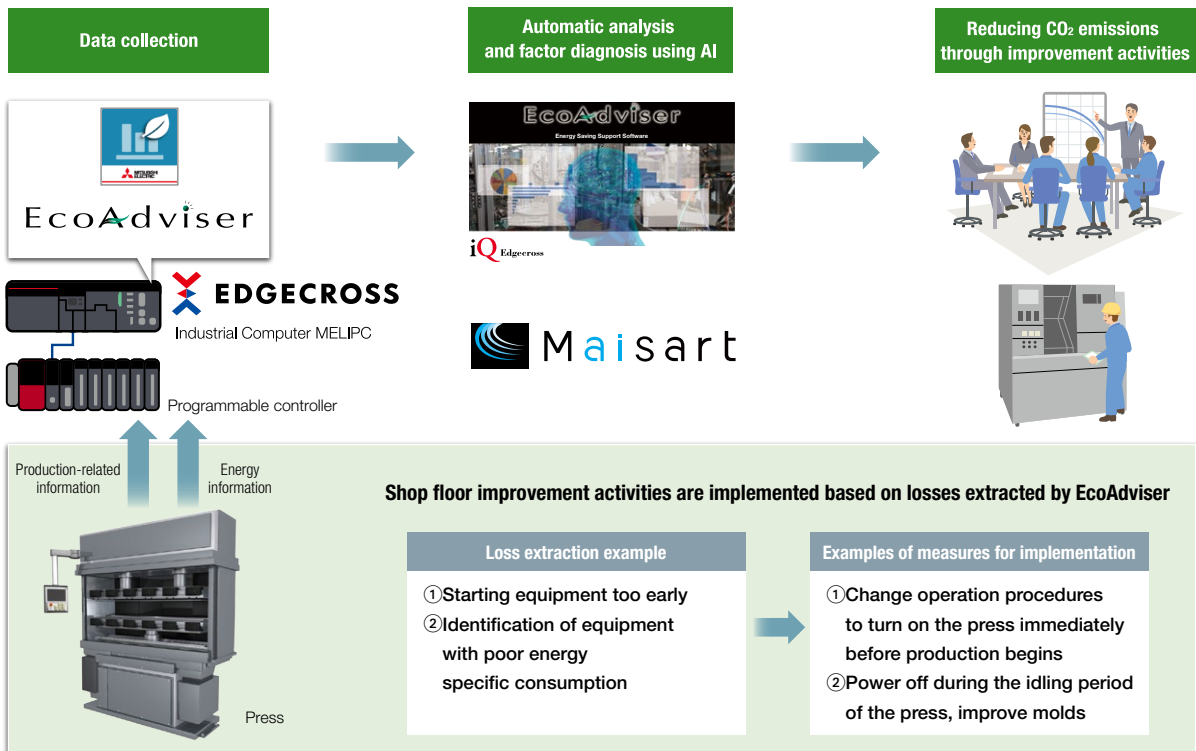 Data collection
Automatic analysis
and factor diagnosis using AI
Reducing CO₂ emissions
through improvement activities
MITSUBISHI
ELECTRIC
EcoAdviser
EcoAdviser
Energy Saving Support Software
iQ Edgecross
EDGECROSS
Industrial Computer MELIPC
Maisart
Programmable controller
Production-related
information
Energy
information
Press
Shop floor improvement activities are implemented based on losses extracted by EcoAdviser
Loss extraction example
①Starting equipment too early
②Identification of equipment
with poor energy
specific consumption
Examples of measures for implementation
①Change operation procedures
to turn on the press immediately
before production begins
②Power off during the idling period
of the press, improve molds